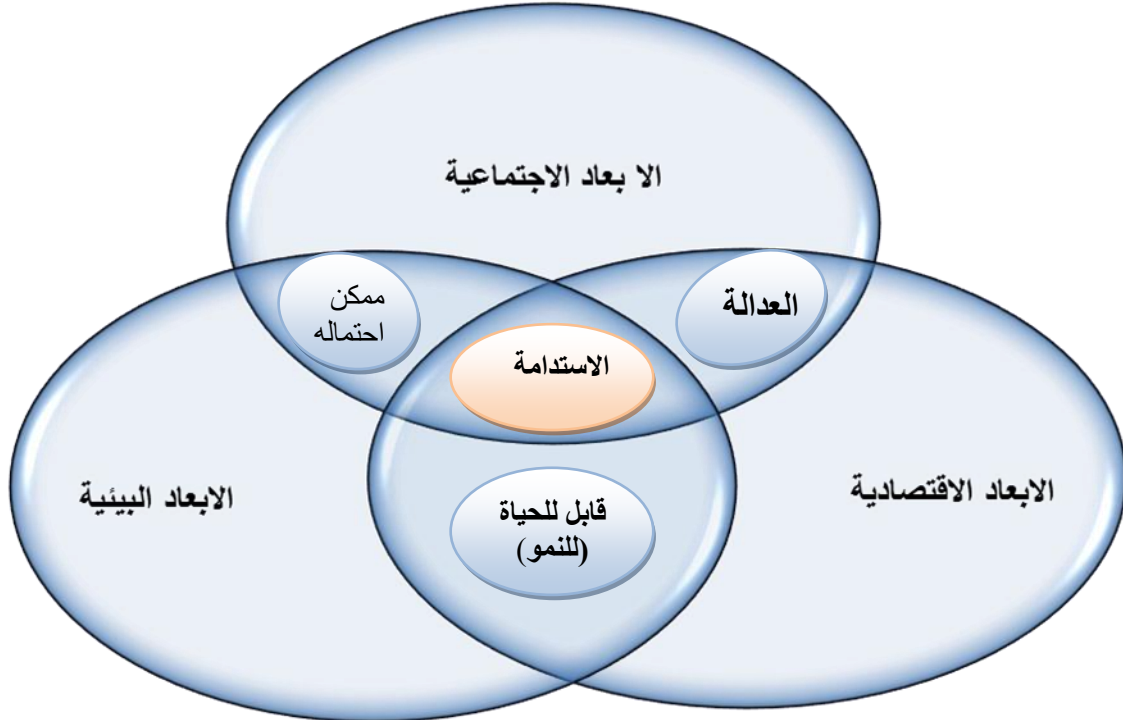 الا بعاد الاجتماعية
العدالة
ممكن
احتماله
الاستدامة
الابعاد الاقتصادية
الابعاد البيئية
قابل للحياة
(للنمو)